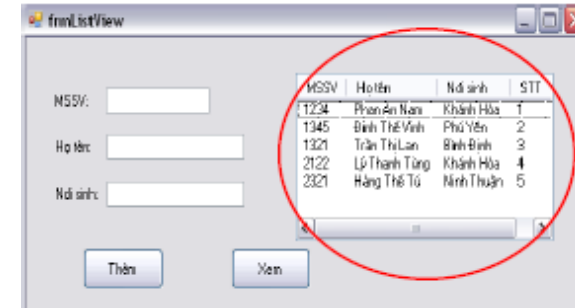 frmListView
MSSV:
Họ tên:
Nơi sinh:
Thêm
Xem
MSSV Họ tên Nơi sinh STT
1234 Phan An Nam Khánh Hòa 1
1345 Đinh Thế Vinh Phú Yên 2
1321 Trần Thị Lan Bình Định 3
2122 Lý Thanh Tùng Khánh Hòa 4
2321 Hàng Thế Tú Ninh Thuận 5